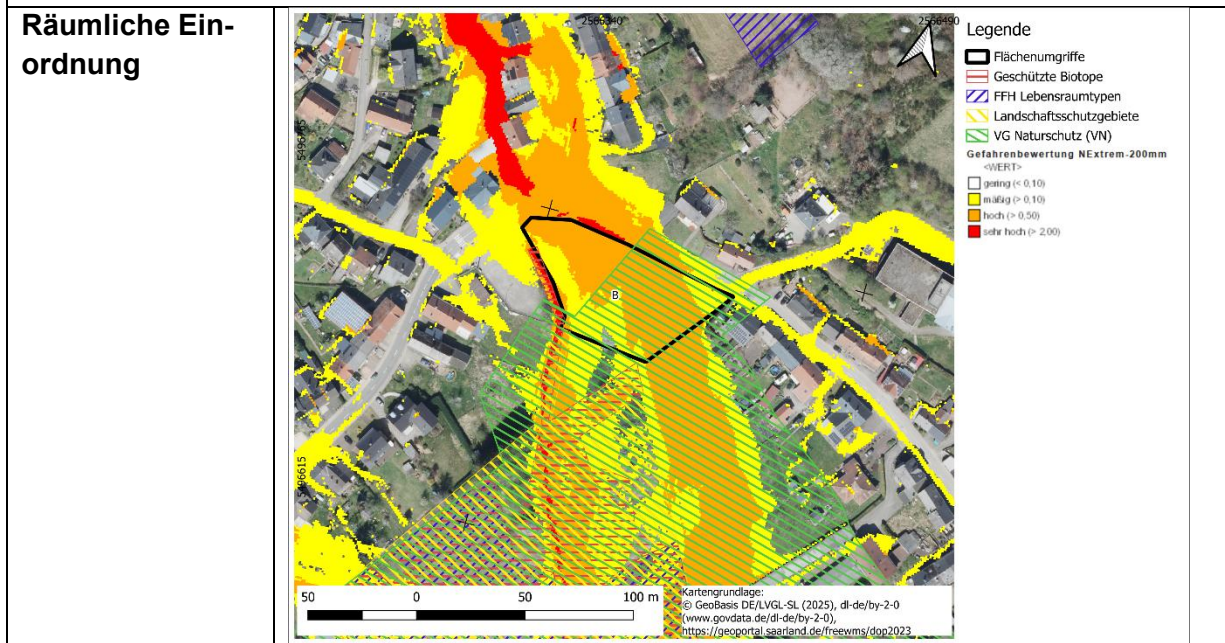 Räumliche Ein-
ordnung
2566340
2566490
5496765
5496615
B
Legende
Flächenumgriffe
Geschützte Biotope
FFH Lebensraumtypen
Landschaftsschutzgebiete
VG Naturschutz (VN)
Gefahrenbewertung NExtrem-200mm
<WERT>
gering (< 0,10)
mäßig (> 0,10)
hoch (> 0,50)
sehr hoch (> 2,00)
50 0 50 100 m
Kartengrundlage:
© GeoBasis DE/LVGL-SL (2025), dl-de/by-2-0
(www.govdata.de/dl-de/by-2-0),
https://geoportal.saarland.de/freewms/dop2023